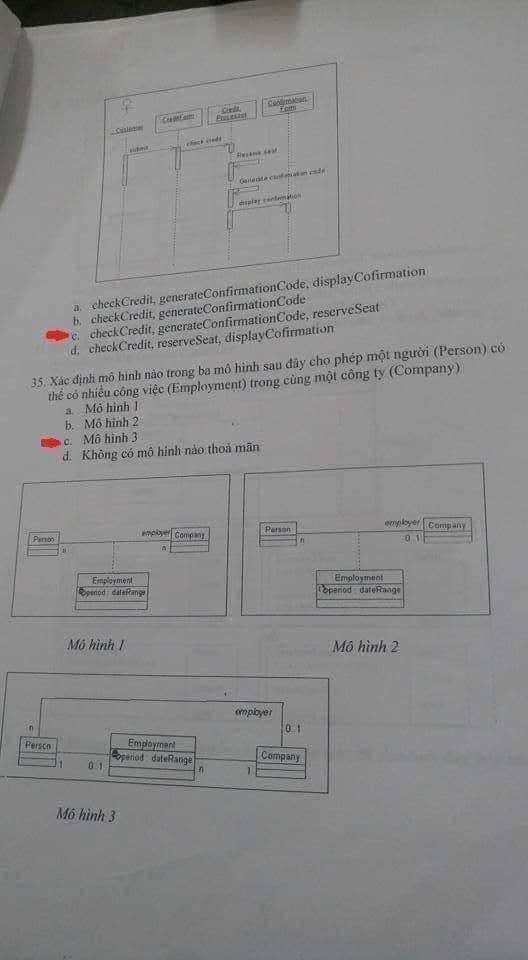 Customer
CreditForm
Credit Processor
Confirmation Form
submit
check credit
Reserve seat
Generate confirmation code
display confirmation
a. checkCredit, generateConfirmationCode, displayCofirmation
b. checkCredit, generateConfirmationCode
c. checkCredit, generateConfirmationCode, reserveSeat
d. checkCredit, reserveSeat, displayCofirmation
35. Xác định mô hình nào trong ba mô hình sau đây cho phép một người (Person) có
thể có nhiều công việc (Employment) trong cùng một công ty (Company)
a. Mô hình 1
b. Mô hình 2
c. Mô hình 3
d. Không có mô hình nào thoả mãn
Person
n
employer
n
Company
Employment
period : dateRange
Person
n
employer
0..1
Company
Employment
period : dateRange
Mô hình 1
Mô hình 2
employer
n
0..1
Person
1
0..1
Employment
period : dateRange
n
1
Company
Mô hình 3